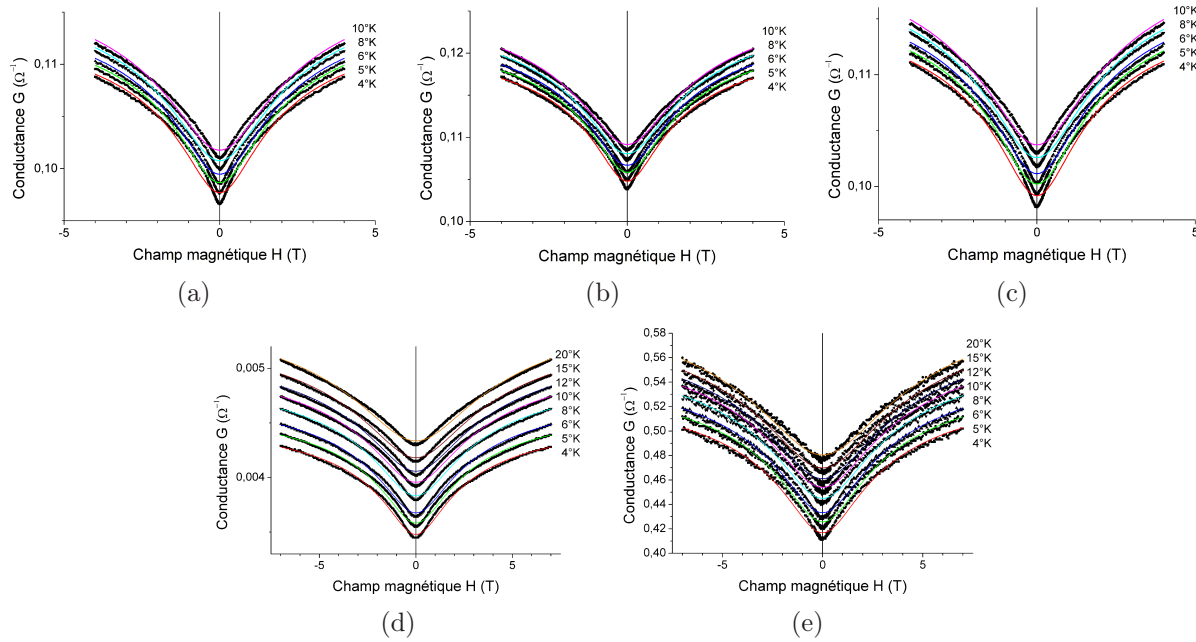 10°K
8°K
6°K
5°K
4°K
0,11
0,10
Conductance G (Ω⁻¹)
-5 0 5
Champ magnétique H (T)
(a)
10°K
8°K
6°K
5°K
4°K
0,12
0,11
0,10
Conductance G (Ω⁻¹)
-5 0 5
Champ magnétique H (T)
(b)
10°K
8°K
6°K
5°K
4°K
0,11
0,10
Conductance G (Ω⁻¹)
-5 0 5
Champ magnétique H (T)
(c)
20°K
15°K
12°K
10°K
8°K
6°K
5°K
4°K
0,005
0,004
Conductance G (Ω⁻¹)
-5 0 5
Champ magnétique H (T)
(d)
20°K
15°K
12°K
10°K
8°K
6°K
5°K
4°K
0,58
0,56
0,54
0,52
0,50
0,48
0,46
0,44
0,42
0,40
Conductance G (Ω⁻¹)
-5 0 5
Champ magnétique H (T)
(e)